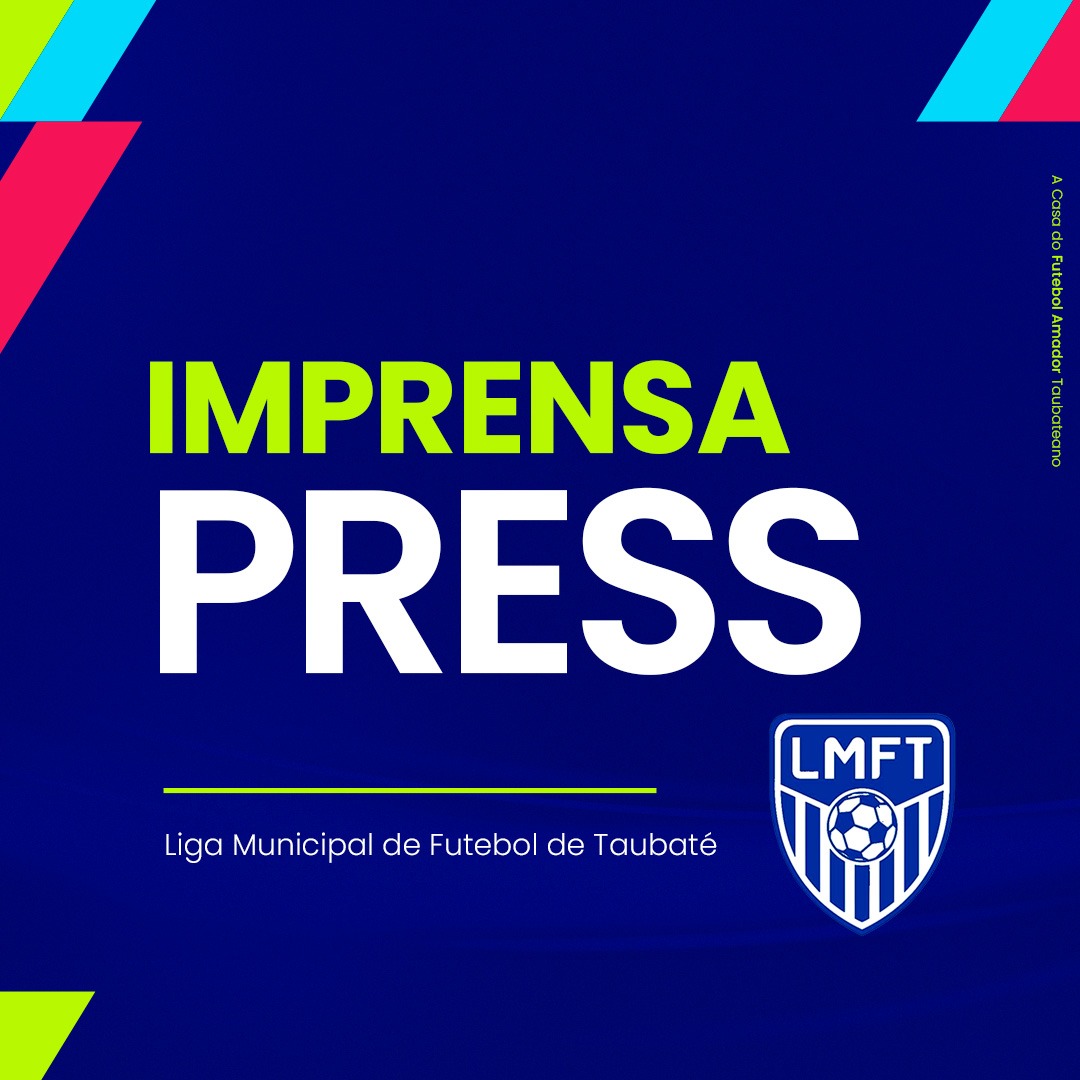 A Casa do Futebol Amador Taubateano
IMPRENSA
PRESS
LMFT
Liga Municipal de Futebol de Taubaté